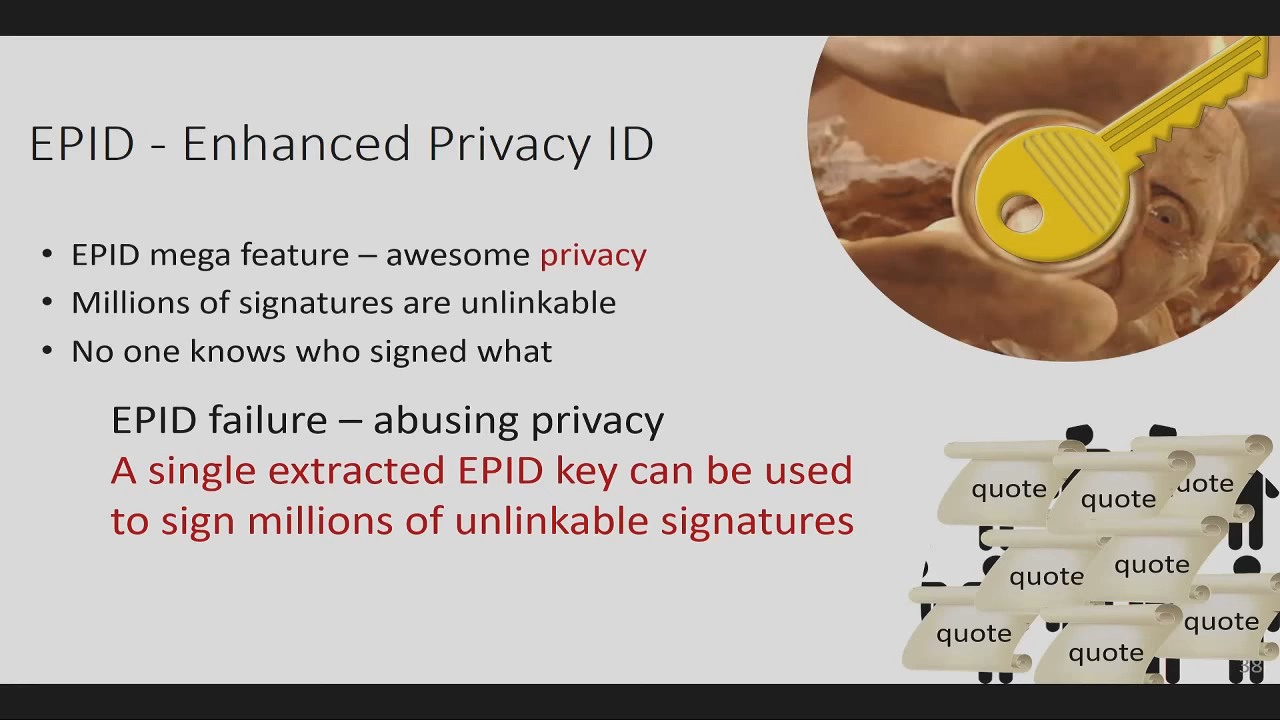 EPID - Enhanced Privacy ID
• EPID mega feature – awesome privacy
• Millions of signatures are unlinkable
• No one knows who signed what
EPID failure – abusing privacy
A single extracted EPID key can be used
to sign millions of unlinkable signatures
quote
quote
quote
quote
quote
quote
quote
quote
38